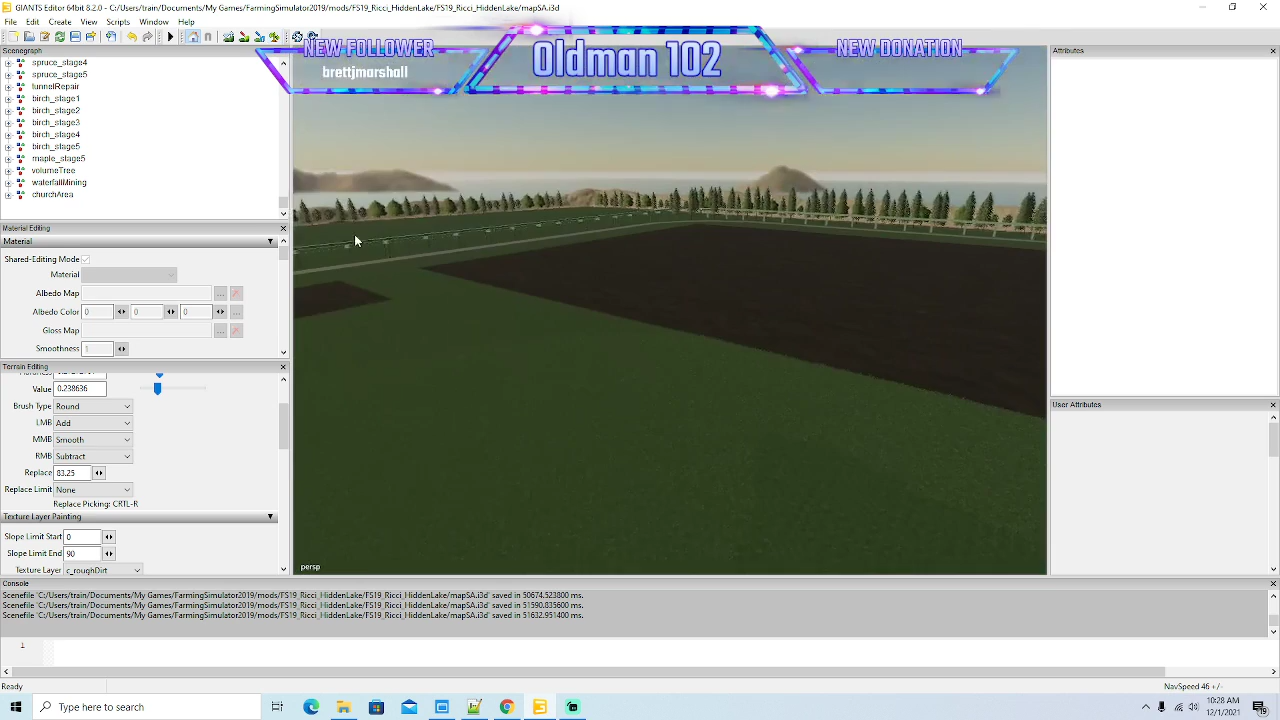 GIANTS Editor 64bit 8.2.0 - C:/Users/train/Documents/My Games/FarmingSimulator2019/mods/FS19_Ricci_HiddenLake/mapSA.i3d
File Edit Create View Scripts Window Help
NEW FOLLOWER
brettjmarshall
Oldman 102
NEW DONATION
Scenegraph
Attributes
spruce_stage4
spruce_stage5
lumberPines
birch_stage1
birch_stage2
birch_stage3
birch_stage4
birch_stage5
maple_stage5
volumeTip
waterfallMining
waterfall
Material Editing
Material
Shared-Editing Mode
Material
Albedo Map
...
Albedo Color 0 0 0 ...
Gloss Map
...
Smoothness 1
Terrain Editing
Value 0.238636
Brush Type Round
LMB Add
MMB Smooth
RMB Subtract
Replace 83.25
Replace Limit None
Replace Picking: CRTL-R
Texture Layer Painting
Slope Limit Start 0
Slope Limit End 90
Texture Layer c_roughDirt
persp
User Attributes
Console
Scenefile 'C:/Users/train/Documents/My Games/FarmingSimulator2019/mods/FS19_Ricci_HiddenLake/mapSA.i3d' saved in 50674.523800 ms.
Scenefile 'C:/Users/train/Documents/My Games/FarmingSimulator2019/mods/FS19_Ricci_HiddenLake/mapSA.i3d' saved in 51590.835600 ms.
Scenefile 'C:/Users/train/Documents/My Games/FarmingSimulator2019/mods/FS19_Ricci_HiddenLake/mapSA.i3d' saved in 51632.951400 ms.
1
Ready
NavSpeed 46 +/-
Type here to search
10:28 AM
12/1/2021